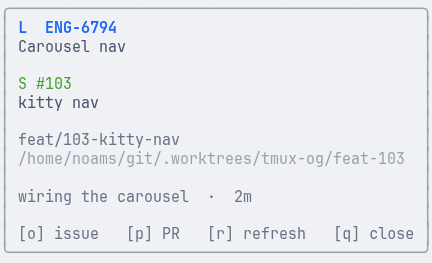 L  ENG-6794
Carousel nav
S #103
kitty nav
feat/103-kitty-nav
/home/noams/git/.worktrees/tmux-og/feat-103
wiring the carousel  ·  2m
[o] issue   [p] PR   [r] refresh   [q] close